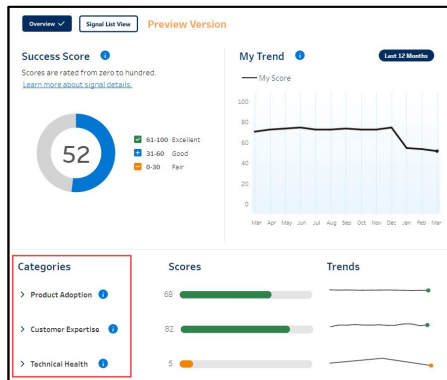 Overview
Signal List View
Preview Version
Success Score
Scores are rated from zero to hundred.
Learn more about signal details.
52
61-100 Excellent
31-60 Good
0-30 Fair
My Trend
Last 12 Months
My Score
100
80
60
40
20
0
Mar Apr May Jun Jul Aug Sep Oct Nov Dec Jan Feb Mar
Categories
Scores
Trends
Product Adoption
68
Customer Expertise
82
Technical Health
5